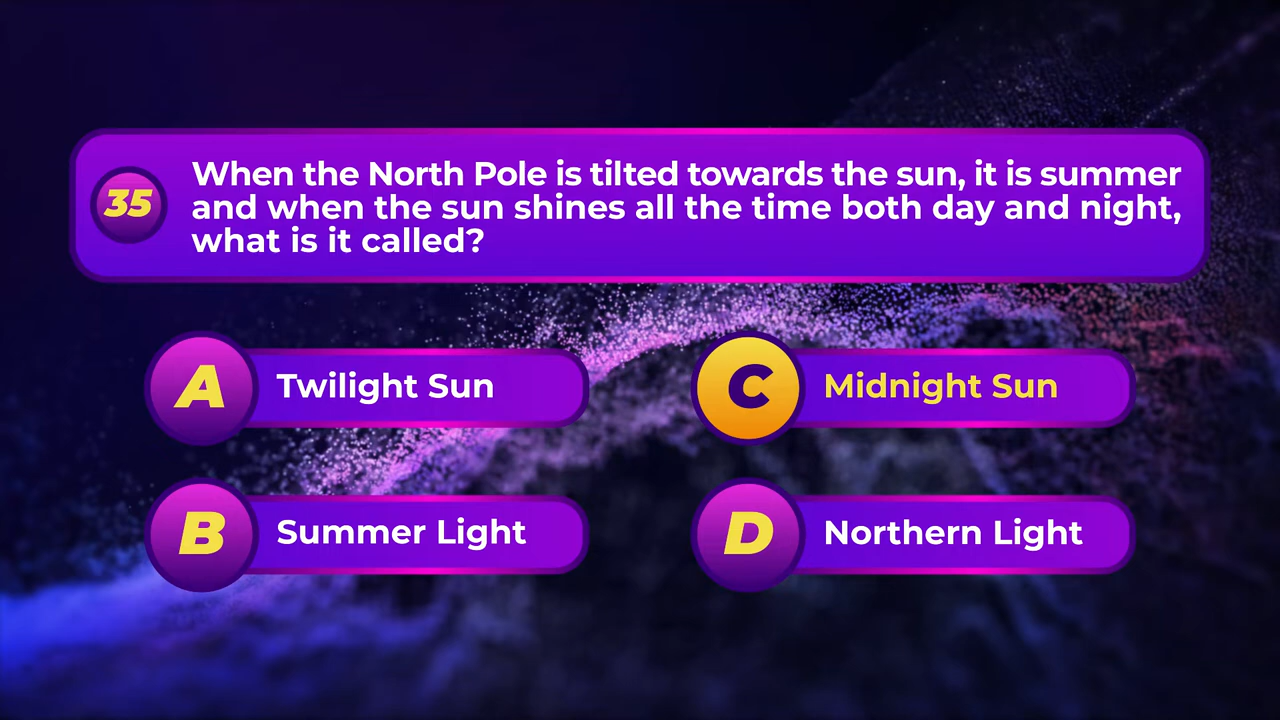 35
When the North Pole is tilted towards the sun, it is summer
and when the sun shines all the time both day and night,
what is it called?
A Twilight Sun
B Summer Light
C Midnight Sun
D Northern Light